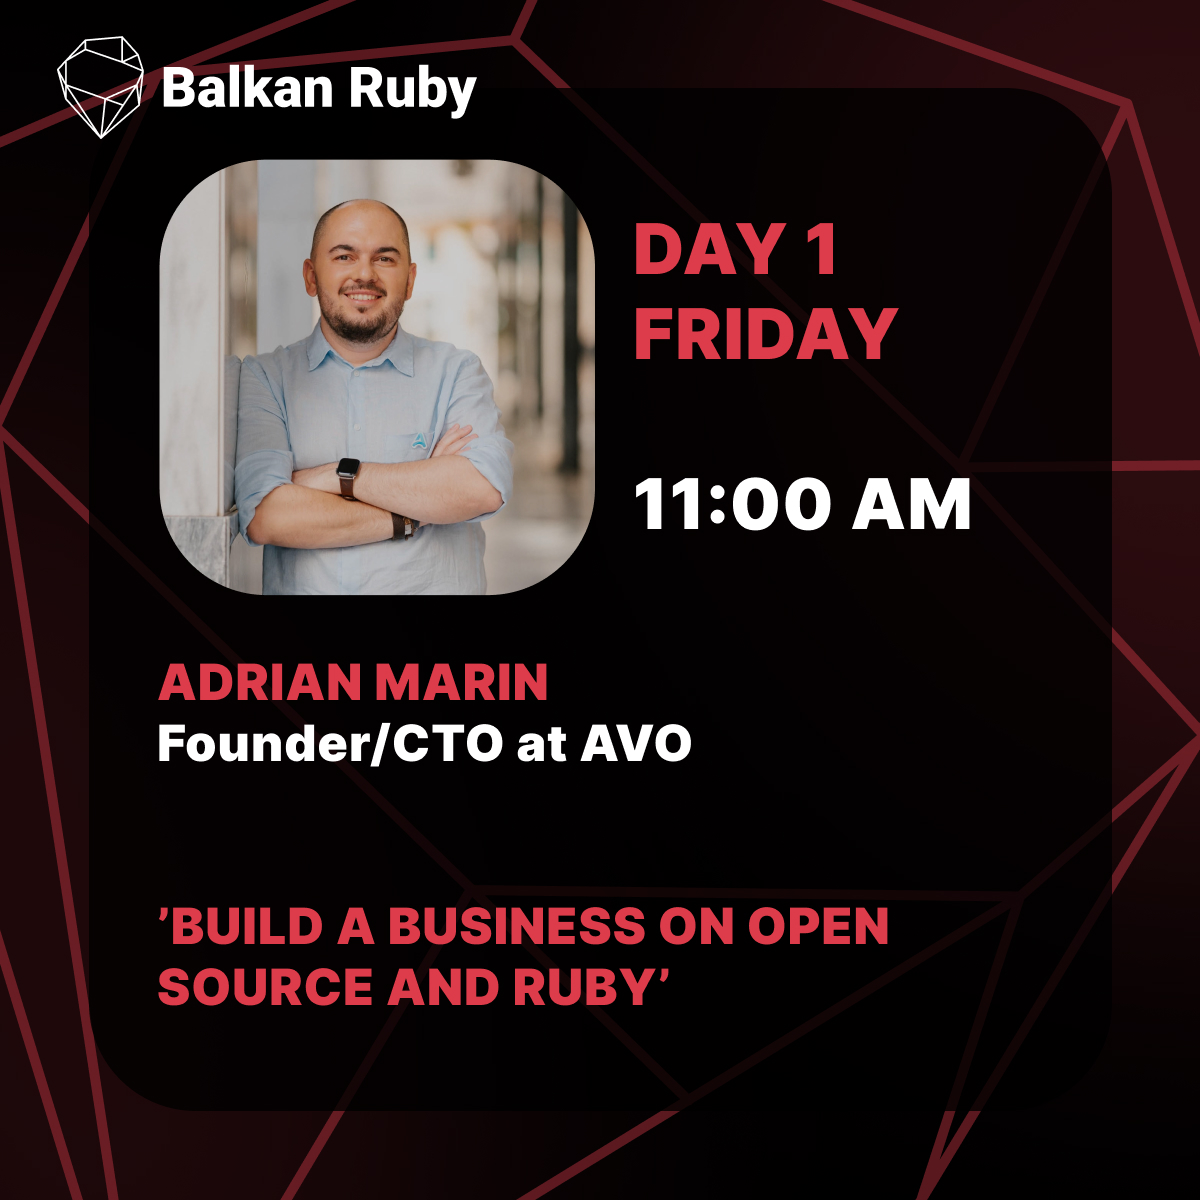 Balkan Ruby
DAY 1
FRIDAY
11:00 AM
ADRIAN MARIN
Founder/CTO at AVO
’BUILD A BUSINESS ON OPEN
SOURCE AND RUBY’